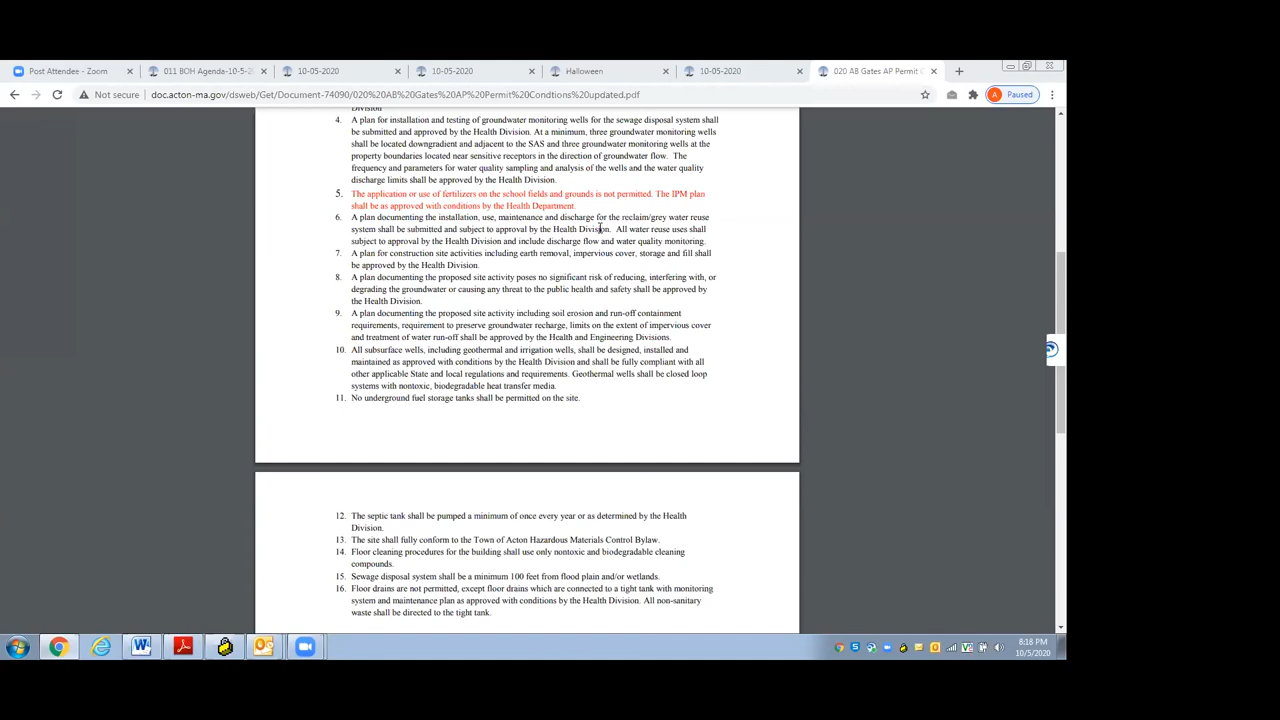 Post Attendee - Zoom
011 BOH Agenda-10-5-2
10-05-2020
10-05-2020
Halloween
10-05-2020
020 AB Gates AP Permit C
Not secure
doc.acton-ma.gov/dsweb/Get/Document-74090/020%20AB%20Gates%20AP%20Permit%20Condtions%20updated.pdf
Paused
Division
4. A plan for installation and testing of groundwater monitoring wells for the sewage disposal system shall
be submitted and approved by the Health Division. At a minimum, three groundwater monitoring wells
shall be located downgradient and adjacent to the SAS and three groundwater monitoring wells at the
property boundaries located near sensitive receptors in the direction of groundwater flow. The
frequency and parameters for water quality sampling and analysis of the wells and the water quality
discharge limits shall be approved by the Health Division.
5. The application or use of fertilizers on the school fields and grounds is not permitted. The IPM plan
shall be as approved with conditions by the Health Department.
6. A plan documenting the installation, use, maintenance and discharge for the reclaim/grey water reuse
system shall be submitted and subject to approval by the Health Division. All water reuse uses shall
subject to approval by the Health Division and include discharge flow and water quality monitoring.
7. A plan for construction site activities including earth removal, impervious cover, storage and fill shall
be approved by the Health Division.
8. A plan documenting the proposed site activity poses no significant risk of reducing, interfering with, or
degrading the groundwater or causing any threat to the public health and safety shall be approved by
the Health Division.
9. A plan documenting the proposed site activity including soil erosion and run-off containment
requirements, requirement to preserve groundwater recharge, limits on the extent of impervious cover
and treatment of water run-off shall be approved by the Health and Engineering Divisions.
10. All subsurface wells, including geothermal and irrigation wells, shall be designed, installed and
maintained as approved with conditions by the Health Division and shall be fully compliant with all
other applicable State and local regulations and requirements. Geothermal wells shall be closed loop
systems with nontoxic, biodegradable heat transfer media.
11. No underground fuel storage tanks shall be permitted on the site.
12. The septic tank shall be pumped a minimum of once every year or as determined by the Health
Division.
13. The site shall fully conform to the Town of Acton Hazardous Materials Control Bylaw.
14. Floor cleaning procedures for the building shall use only nontoxic and biodegradable cleaning
compounds.
15. Sewage disposal system shall be a minimum 100 feet from flood plain and/or wetlands.
16. Floor drains are not permitted, except floor drains which are connected to a tight tank with monitoring
system and maintenance plan as approved with conditions by the Health Division. All non-sanitary
waste shall be directed to the tight tank.
8:18 PM
10/5/2020